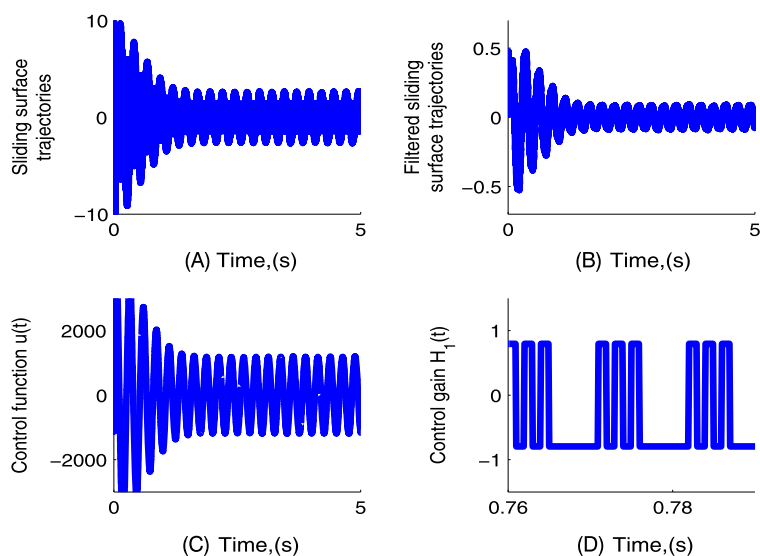 10
0
−10
0
5
Sliding surface
trajectories
(A) Time,(s)
0.5
0
−0.5
0
5
Filtered sliding
surface trajectories
(B) Time,(s)
2000
0
−2000
0
5
Control function u(t)
(C) Time,(s)
1
0
−1
0.76
0.78
Control gain H1(t)
(D) Time,(s)